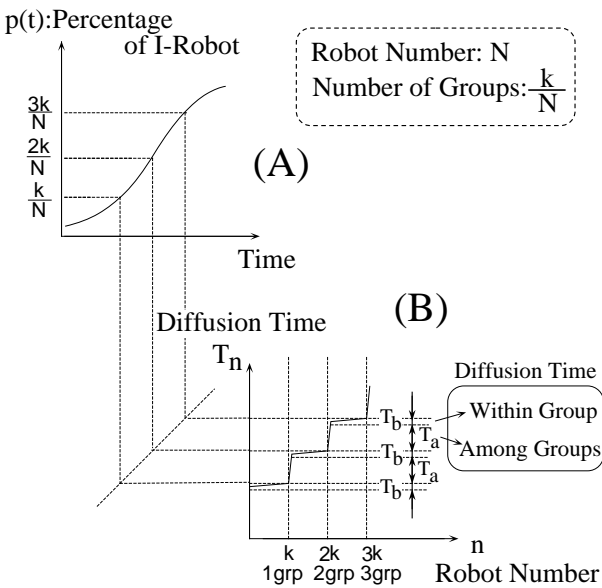 p(t):Percentage
of I-Robot
Robot Number: N
Number of Groups: k/N
3k/N
2k/N
k/N
(A)
Time
(B)
Diffusion Time
Tn
Diffusion Time
Within Group
Among Groups
Tb
Ta
Tb
Ta
Tb
k 2k 3k n
1grp 2grp 3grp Robot Number